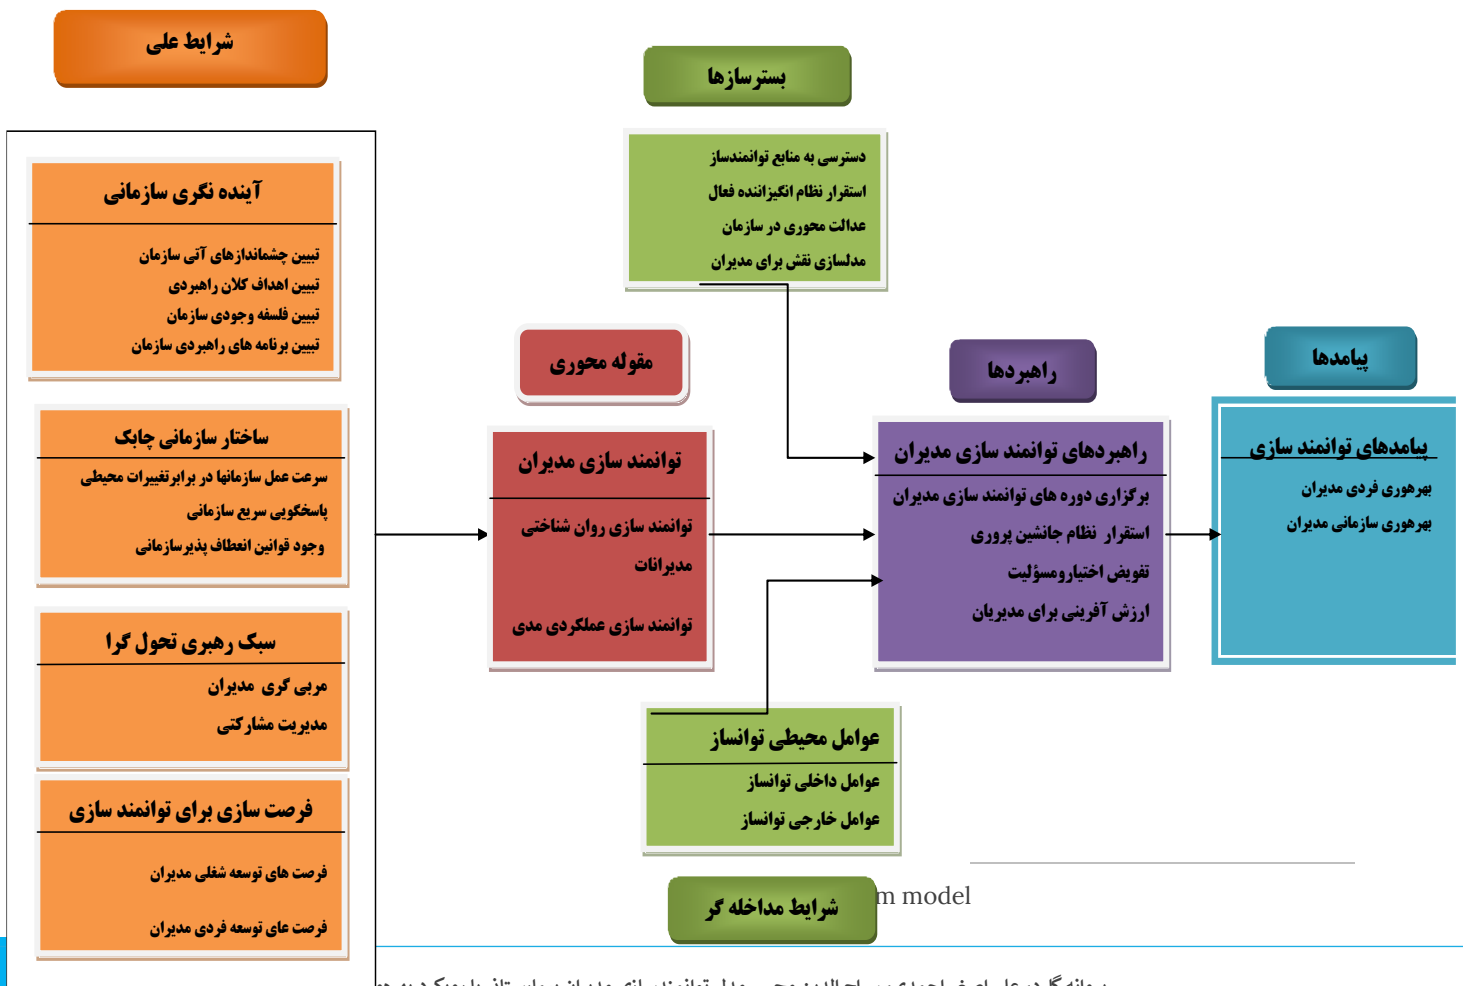 شرایط علی
آینده نگری سازمانی
تبیین چشماندازهای آتی سازمان
تبیین اهداف کلان راهبردی
تبیین فلسفه وجودی سازمان
تبیین برنامه های راهبردی سازمان
ساختار سازمانی چابک
سرعت عمل سازمانها در برابرتغییرات محیطی
پاسخگویی سریع سازمانی
وجود قوانین انعطاف پذیرسازمانی
سبک رهبری تحول گرا
مربی گری مدیران
مدیریت مشارکتی
فرصت سازی برای توانمند سازی
فرصت های توسعه شغلی مدیران
فرصت عای توسعه فردی مدیران
بسترسازها
دسترسی به منابع توانمندساز
استقرار نظام انگیزاننده فعال
عدالت محوری در سازمان
مدلسازی نقش برای مدیران
مقوله محوری
توانمند سازی مدیران
توانمند سازی روان شناختی
مدیرانات
توانمند سازی عملکردی مدی
راهبردها
راهبردهای توانمند سازی مدیران
برگزاری دوره های توانمند سازی مدیران
استقرار نظام جانشین پروری
تفویض اختیارومسؤلیت
ارزش آفرینی برای مدیریان
پیامدها
پیامدهای توانمند سازی
بهرهوری فردی مدیران
بهرهوری سازمانی مدیران
عوامل محیطی توانساز
عوامل داخلی توانساز
عوامل خارجی توانساز
شرایط مداخله گر
m model